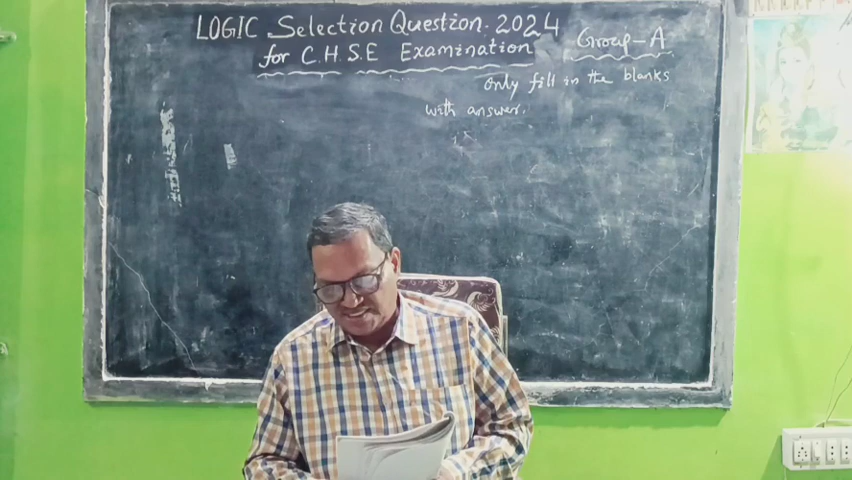 LOGIC Selection Question. 2024
for C.H.S.E Examination
Group-A
Only fill in the blanks
with answer.